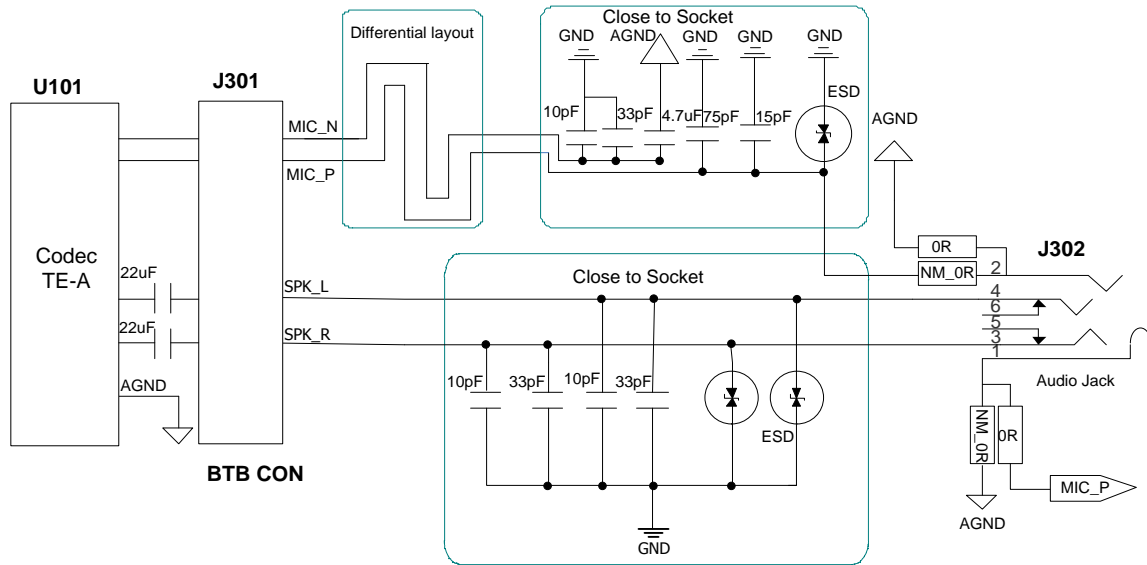 Close to Socket
Differential layout
GND AGND GND GND
U101
J301
ESD
10pF 33pF 4.7uF 75pF 15pF
AGND
MIC_N
MIC_P
Codec
TE-A
0R
J302
22uF
Close to Socket
NM_0R
2
SPK_L
4
6
22uF
5
SPK_R
3
1
AGND
10pF 33pF 10pF 33pF
Audio Jack
ESD
NM_0R
0R
BTB CON
MIC_P
AGND
GND